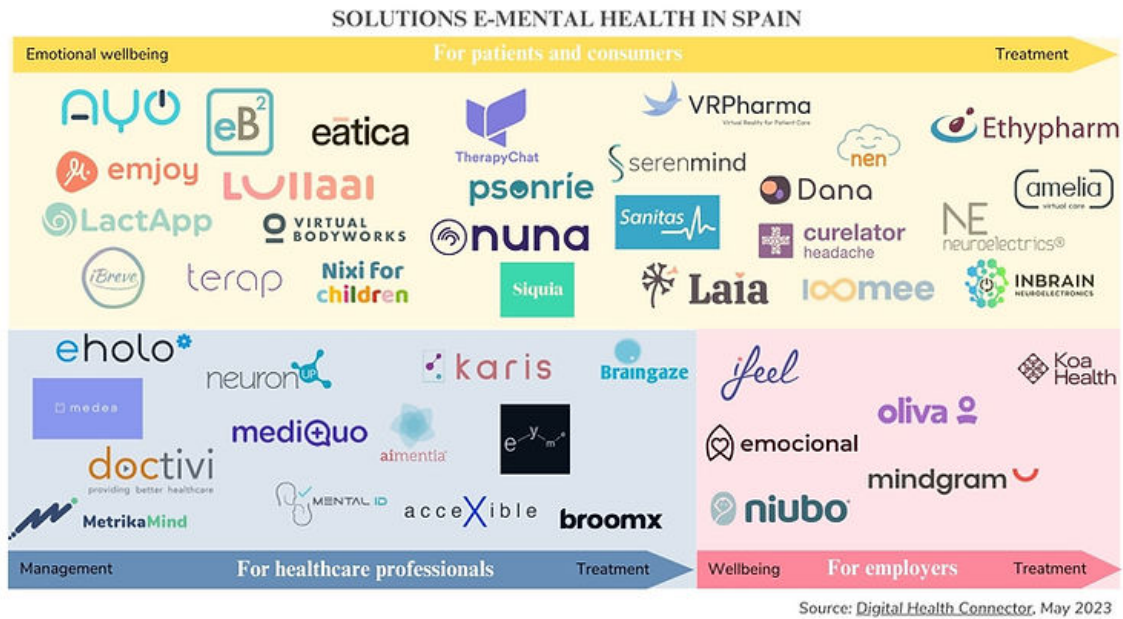 SOLUTIONS E-MENTAL HEALTH IN SPAIN
Emotional wellbeing For patients and consumers Treatment
AYO
eB2
eātica
TherapyChat
VRPharma
Virtual Reality for Patient Care
nen
Ethypharm
emjoy
Lullaai
psonríe
serenmind
Dana
amelia
virtual care
LactApp
VIRTUAL
BODYWORKS
nuna
Sanitas
curelator
headache
NE
neuroelectrics®
iBreve
terap
Nixi for
children
Siquia
Laia
loomee
INBRAIN
NEUROELECTRONICS
eholo
neuronUP
karis
Braingaze
medea
mediQuo
aimentia
eyme
doctivi
providing better healthcare
MetrikaMind
MENTAL ID
acceXible
broomx
ifeel
Koa
Health
oliva
emocional
mindgram
niubo
Management For healthcare professionals Treatment
Wellbeing For employers Treatment
Source: Digital Health Connector, May 2023